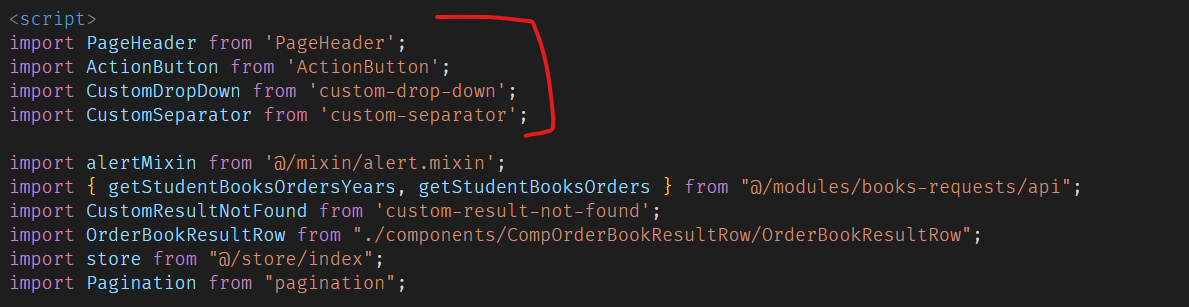 <script>
import PageHeader from 'PageHeader';
import ActionButton from 'ActionButton';
import CustomDropDown from 'custom-drop-down';
import CustomSeparator from 'custom-separator';
import alertMixin from '@/mixin/alert.mixin';
import { getStudentBooksOrdersYears, getStudentBooksOrders } from "@/modules/books-requests/api";
import CustomResultNotFound from 'custom-result-not-found';
import OrderBookResultRow from "./components/CompOrderBookResultRow/OrderBookResultRow";
import store from "@/store/index";
import Pagination from "pagination";